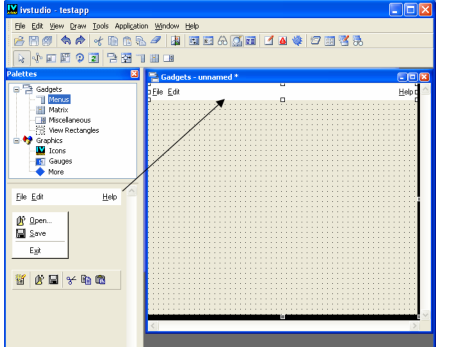 ivstudio - testapp
File Edit View Draw Tools Application Window Help
Palettes
Gadgets
Menus
Matrix
Miscellaneous
View Rectangles
Graphics
Icons
Gauges
More
File Edit Help
Open...
Save
Exit
Gadgets - unnamed *
File Edit Help